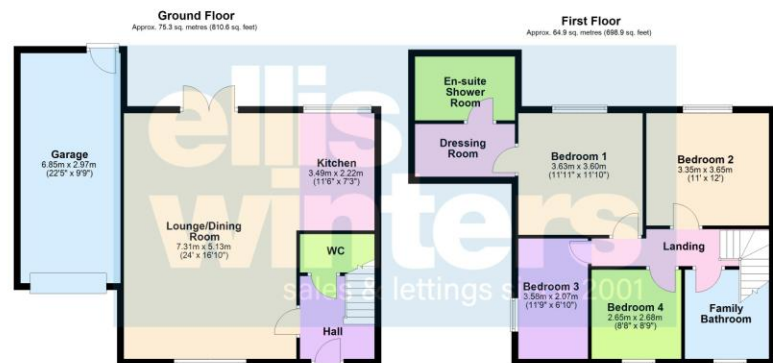 Ground Floor
Approx. 75.3 sq. metres (810.6 sq. feet)
Garage
6.85m x 2.97m
(22'5" x 9'9")
Lounge/Dining
Room
7.31m x 5.13m
(24' x 16'10")
Kitchen
3.49m x 2.22m
(11'6" x 7'3")
WC
Hall
First Floor
Approx. 64.9 sq. metres (698.9 sq. feet)
En-suite
Shower
Room
Dressing
Room
Bedroom 1
3.63m x 3.60m
(11'11" x 11'10")
Bedroom 2
3.35m x 3.65m
(11' x 12')
Landing
Bedroom 3
3.58m x 2.07m
(11'9" x 6'10")
Bedroom 4
2.65m x 2.68m
(8'8" x 8'9")
Family
Bathroom
ellis
winters
sales & lettings s 2001